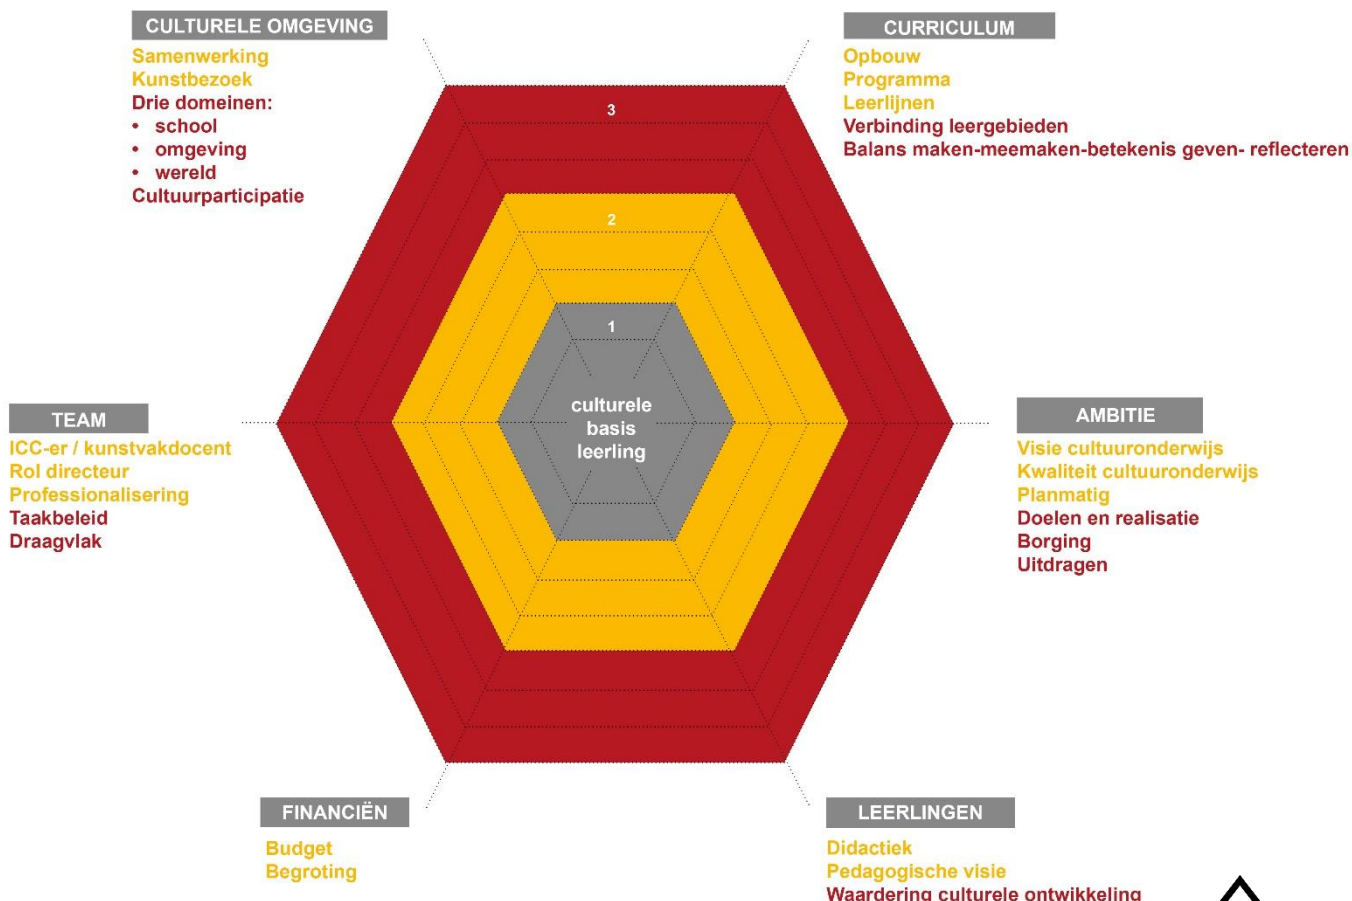 CULTURELE OMGEVING
Samenwerking
Kunstbezoek
Drie domeinen:
• school
• omgeving
• wereld
Cultuurparticipatie
CURRICULUM
Opbouw
Programma
Leerlijnen
Verbinding leergebieden
Balans maken-meemaken-betekenis geven- reflecteren
3
2
1
culturele
basis
leerling
TEAM
ICC-er / kunstvakdocent
Rol directeur
Professionalisering
Taakbeleid
Draagvlak
AMBITIE
Visie cultuuronderwijs
Kwaliteit cultuuronderwijs
Planmatig
Doelen en realisatie
Borging
Uitdragen
FINANCIËN
Budget
Begroting
LEERLINGEN
Didactiek
Pedagogische visie
Waardering culturele ontwikkeling